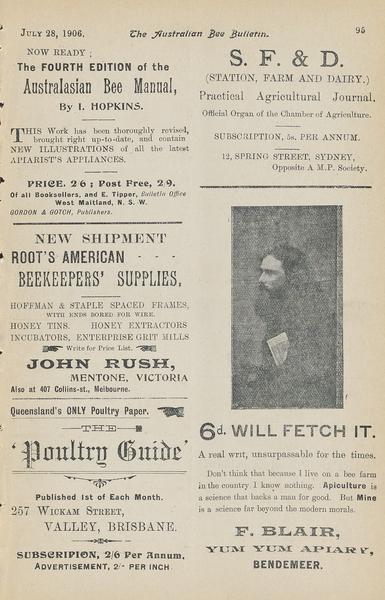 JULY 28, 1906.
The Australian Bee Bulletin.
95
NOW READY ;
The FOURTH EDITION of the
Australasian Bee Manual,
By I. HOPKINS.
THIS Work has been thoroughly revised,
brought right up-to-date, and contain
NEW ILLUSTRATIONS of all the latest
APIARIST'S APPLIANCES.
PRICE. 2/6 ; Post Free, 2/9.
Of all Booksellers, and E. Tipper, Bulletin Office
West Maitland, N. S. W.
GORDON & GOTCH, Publishers.
NEW SHIPMENT
ROOT'S AMERICAN - - -
BEEKEEPERS' SUPPLIES,
HOFFMAN & STAPLE SPACED FRAMES,
WITH ENDS BORED FOR WIRE.
HONEY TINS. HONEY EXTRACTORS
INCUBATORS, ENTERPRISE GRIT MILLS
Write for Price List.
JOHN RUSH,
MENTONE, VICTORIA
Also at 407 Collins-st., Melbourne.
Queensland's ONLY Poultry Paper.
THE
'Poultry Guide'
Published 1st of Each Month.
257 WICKAM STREET,
VALLEY, BRISBANE.
SUBSCRIPION, 2/6 Per Annum.
ADVERTISEMENT, 2/- PER INCH
S. F. & D.
(STATION, FARM AND DAIRY.)
Practical Agricultural Journal.
Official Organ of the Chamber of Agriculture.
SUBSCRIPTION, 5s. PER ANNUM.
12, SPRING STREET, SYDNEY,
Opposite A M.P. Society.
6d. WILL FETCH IT.
A real writ, unsurpassable for the times.
Don't think that because I live on a bee farm
in the country I know nothing. Apiculture is
a science that backs a man for good. But Mine
is a science far beyond the modern morals.
F. BLAIR,
YUM YUM APIARY,
BENDEMEER.